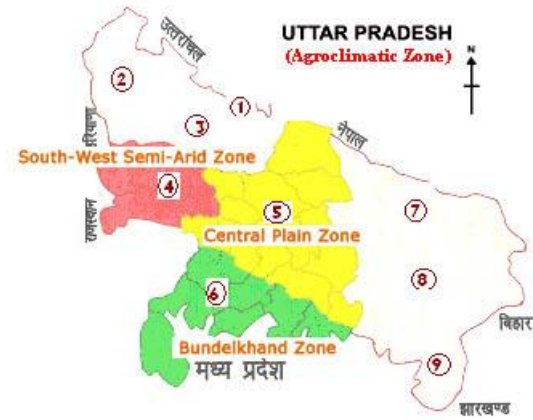 UTTAR PRADESH
(Agroclimatic Zone)
N
उत्तरांचल
2
1
3
हरियाणा
नेपाल
South-West Semi-Arid Zone
4
राजस्थान
5
7
Central Plain Zone
8
6
बिहार
Bundelkhand Zone
मध्य प्रदेश
9
झारखण्ड